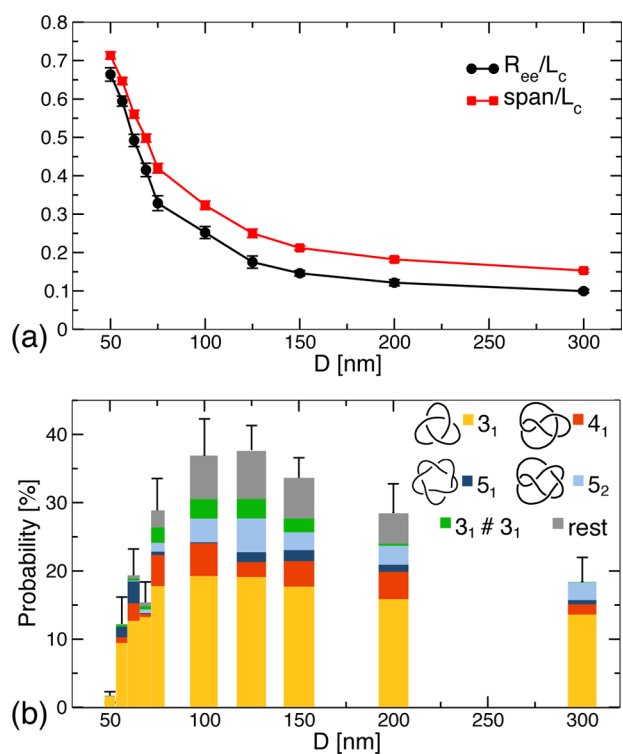 0.8
0.7
0.6
0.5
0.4
0.3
0.2
0.1
0
R_ee/L_c
span/L_c
50 100 150 200 250 300
(a) D [nm]
40
30
20
10
0
Probability [%]
3_1 4_1
5_1 5_2
3_1 # 3_1 rest
50 100 150 200 250 300
(b) D [nm]